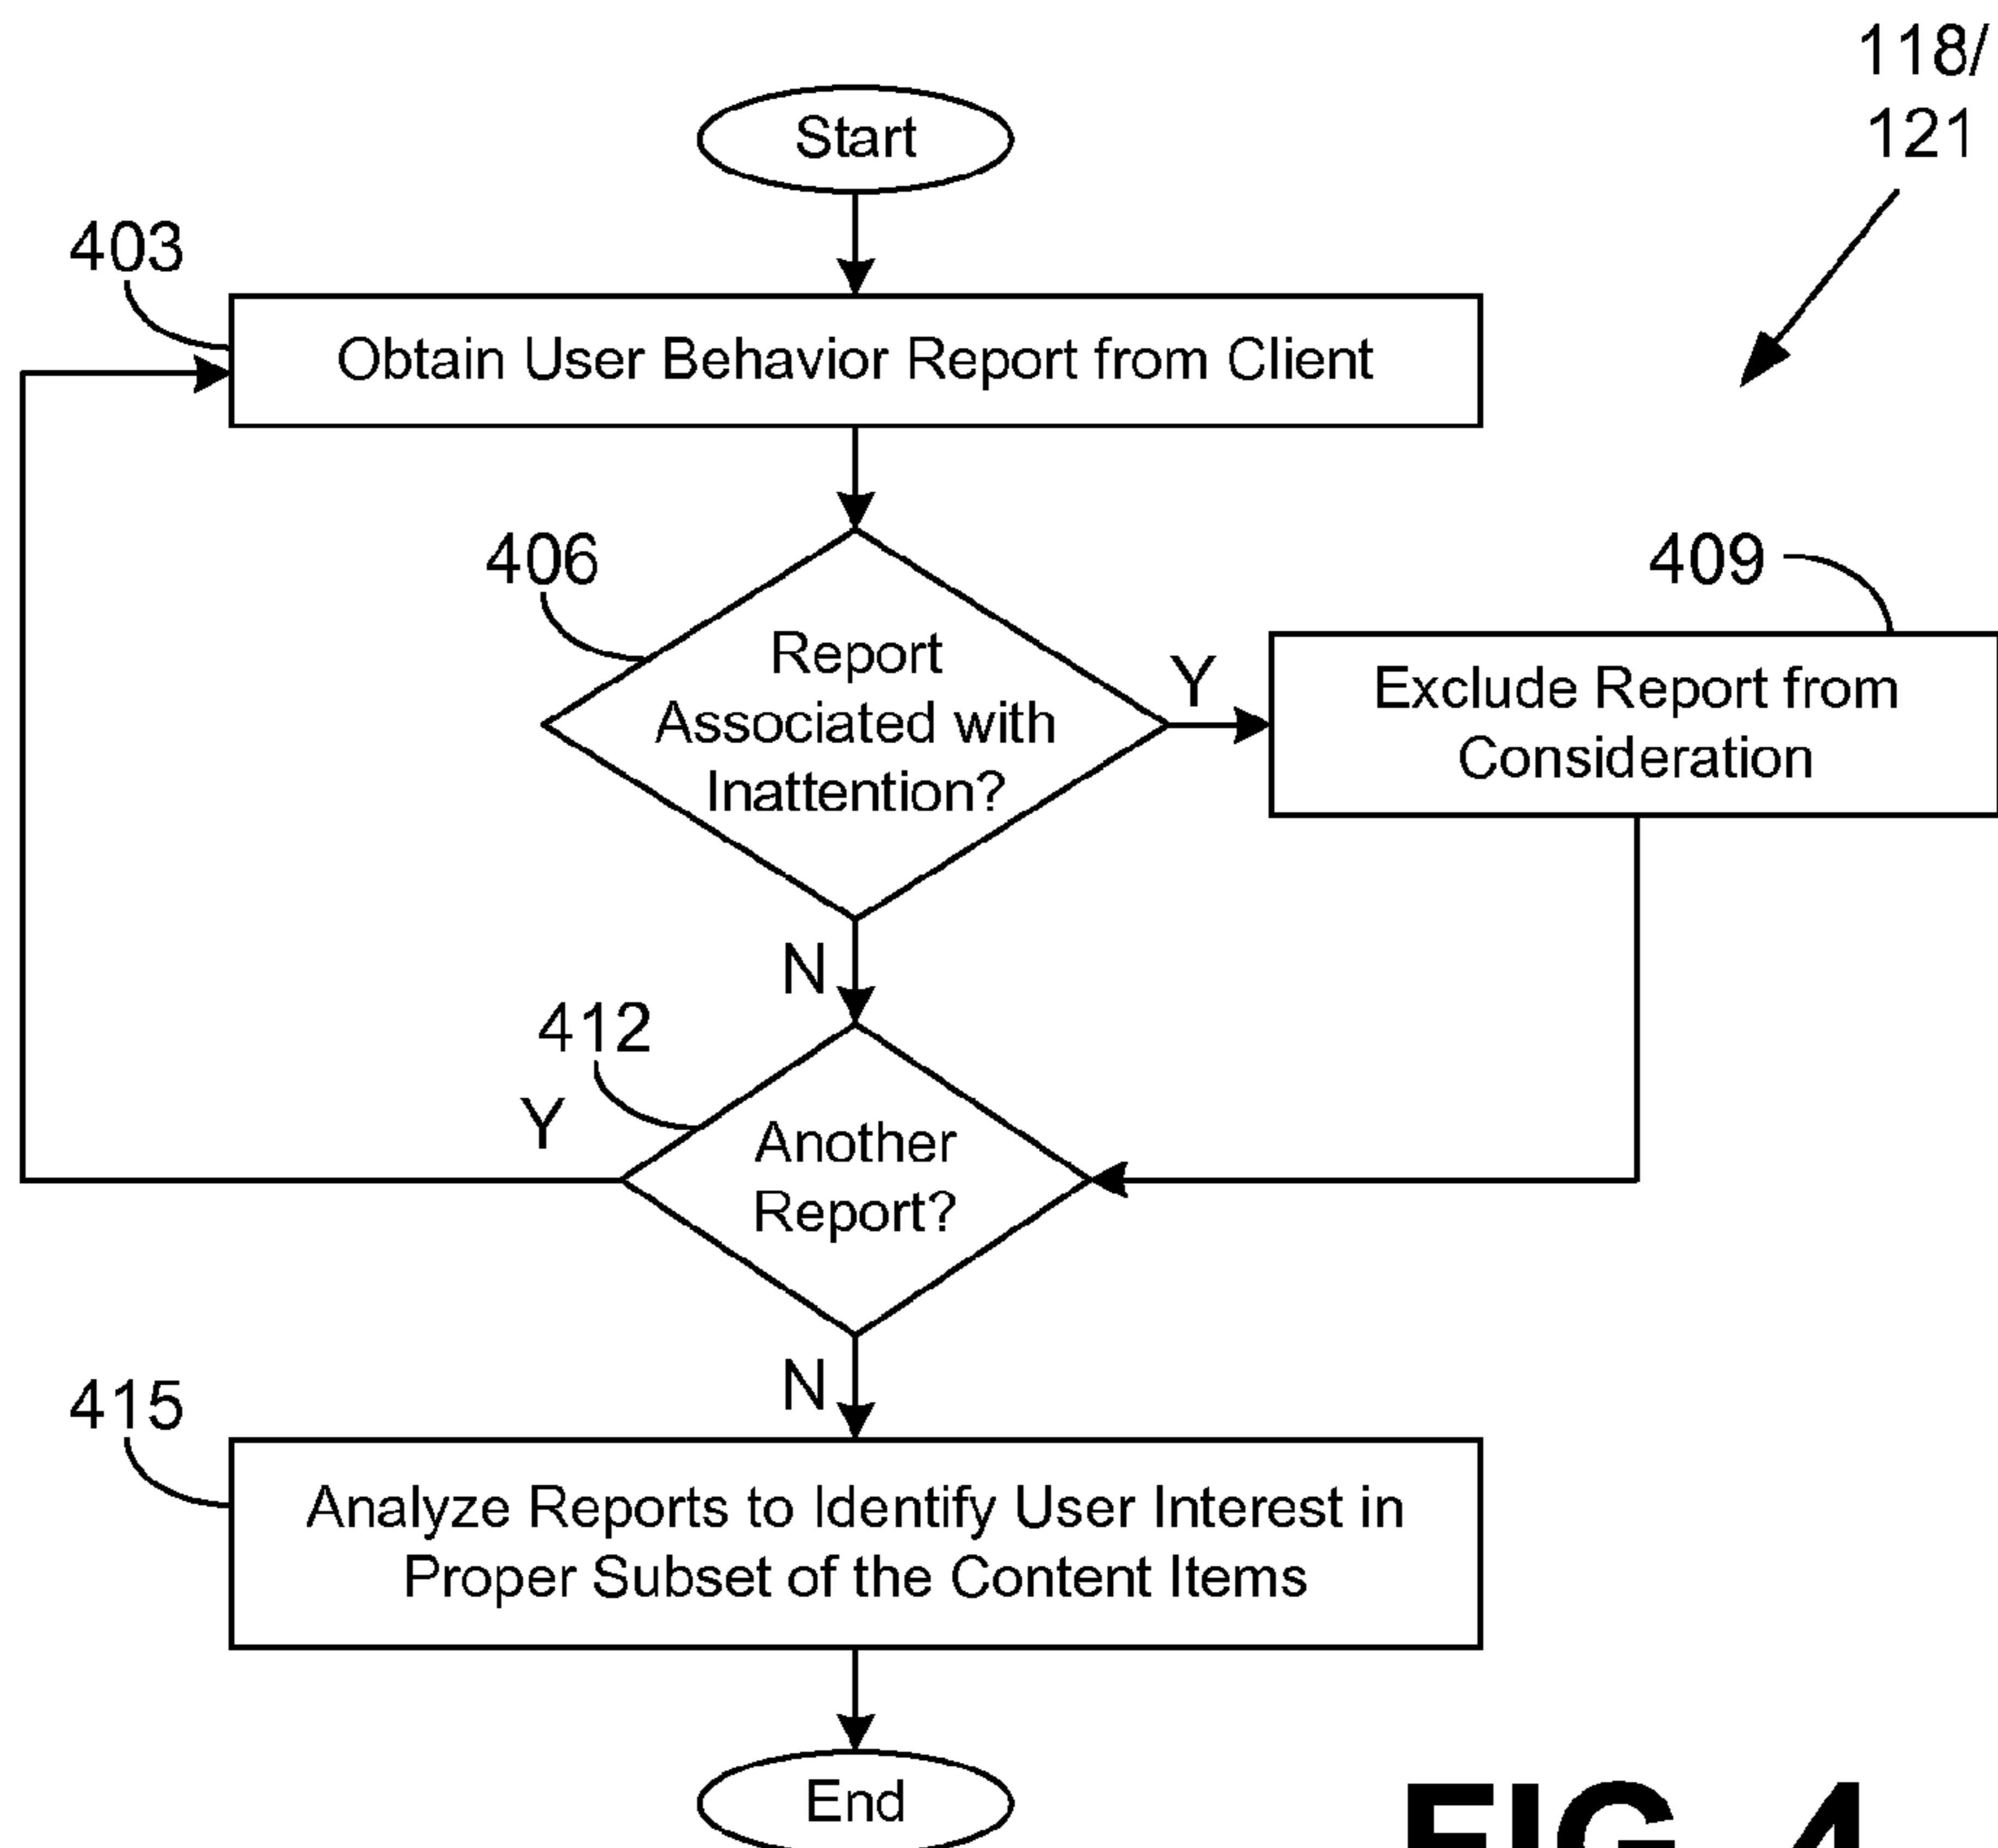 118/
121
Start
403
Obtain User Behavior Report from Client
406
Report
Associated with
Inattention?
Y
409
Exclude Report from
Consideration
N
412
Y
Another
Report?
N
415
Analyze Reports to Identify User Interest in
Proper Subset of the Content Items
End
FIG. 4